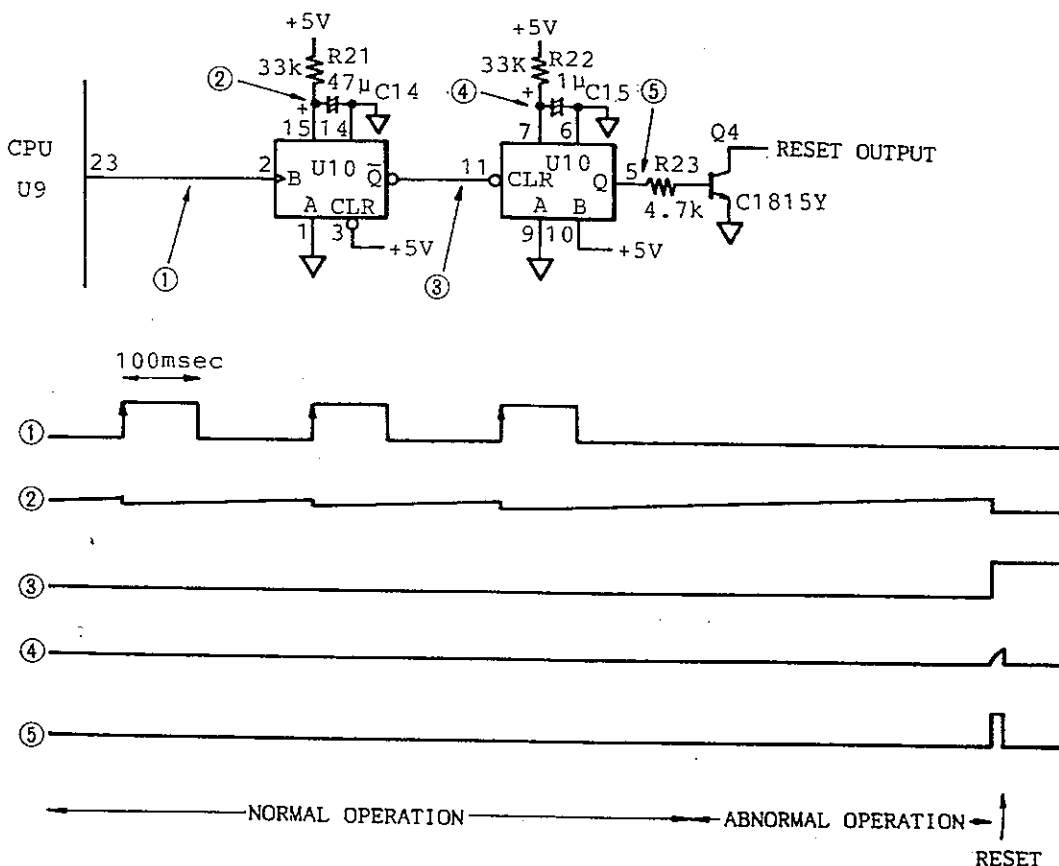 +5V +5V
33k R21 33K R22
② 47µ C14 ④ 1µ C15 ⑤
+ +
15 14 7 6 Q4
CPU 23 2 B U10 Q̅ 11 CLR U10 Q 5 R23 RESET OUTPUT
U9 A CLR A B 4.7k C1815Y
1 3 +5V 9 10 +5V
① ③
100msec
①
②
③
④
⑤
NORMAL OPERATION ABNORMAL OPERATION
RESET